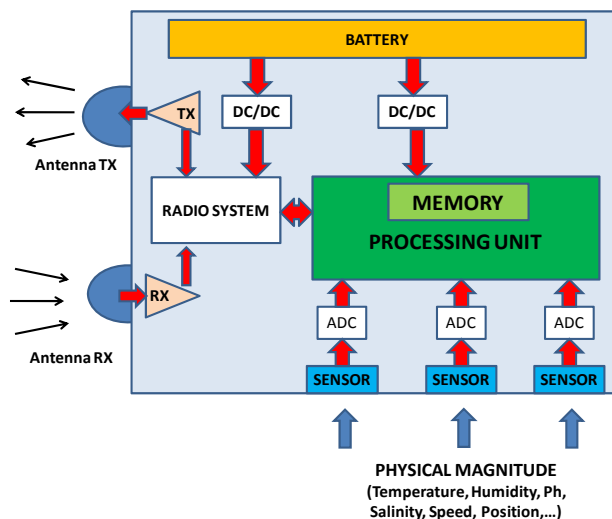 BATTERY
TX
DC/DC
DC/DC
Antenna TX
RADIO SYSTEM
MEMORY
PROCESSING UNIT
RX
Antenna RX
ADC
ADC
ADC
SENSOR
SENSOR
SENSOR
PHYSICAL MAGNITUDE
(Temperature, Humidity, Ph,
Salinity, Speed, Position,...)